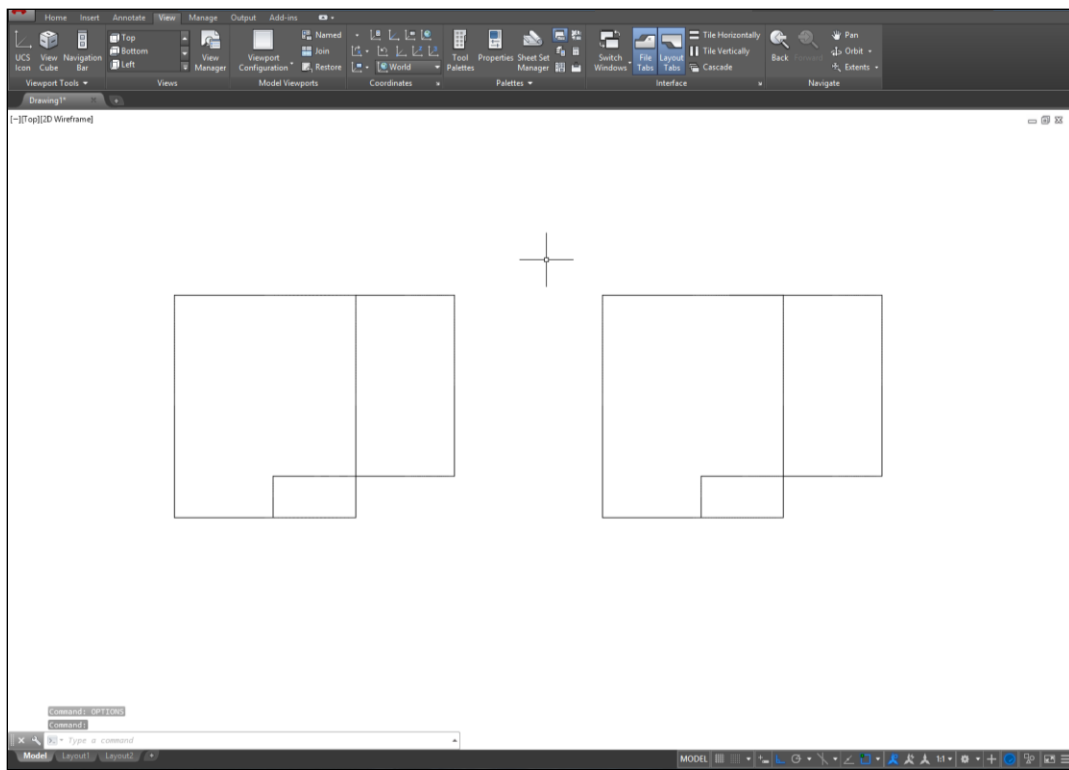 Home Insert Annotate View Manage Output Add-ins
Top
Bottom
Left
UCS Icon
View Cube
Navigation Bar
View Manager
Viewport Configuration
Named
Join
Restore
World
Tool Palettes
Properties
Sheet Set Manager
Switch Windows
File Tabs
Layout Tabs
Tile Horizontally
Tile Vertically
Cascade
Back
Forward
Pan
Orbit
Extents
Viewport Tools Views Model Viewports Coordinates Palettes Interface Navigate
Drawing1*
[−][Top][2D Wireframe]
Command: OPTIONS
Command:
Type a command
Model Layout1 Layout2 +
MODEL 1:1